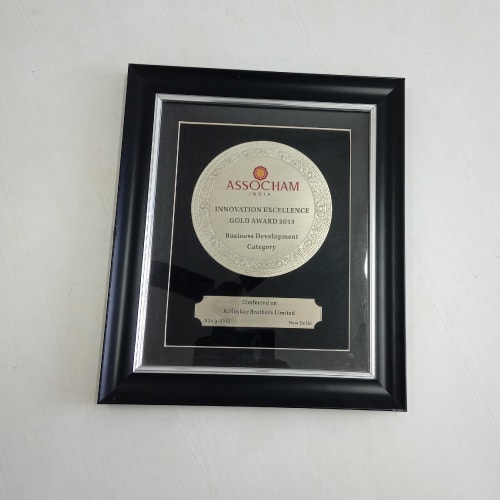 ASSOCHAM
INDIA
INNOVATION EXCELLENCE
GOLD AWARD 2013
Business Development
Category
Conferred on
Kirloskar Brothers Limited
New Delhi